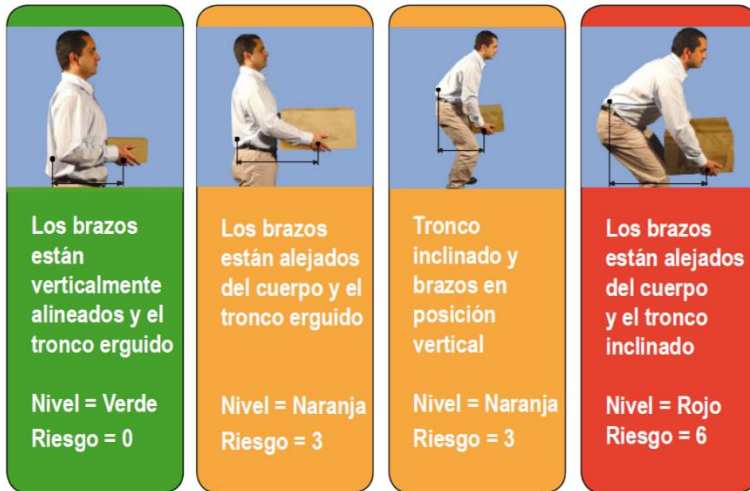 Los brazos
están
verticalmente
alineados y el
tronco erguido
Nivel = Verde
Riesgo = 0
Los brazos
están alejados
del cuerpo y el
tronco erguido
Nivel = Naranja
Riesgo = 3
Tronco
inclinado y
brazos en
posición
vertical
Nivel = Naranja
Riesgo = 3
Los brazos
están alejados
del cuerpo
y el tronco
inclinado
Nivel = Rojo
Riesgo = 6